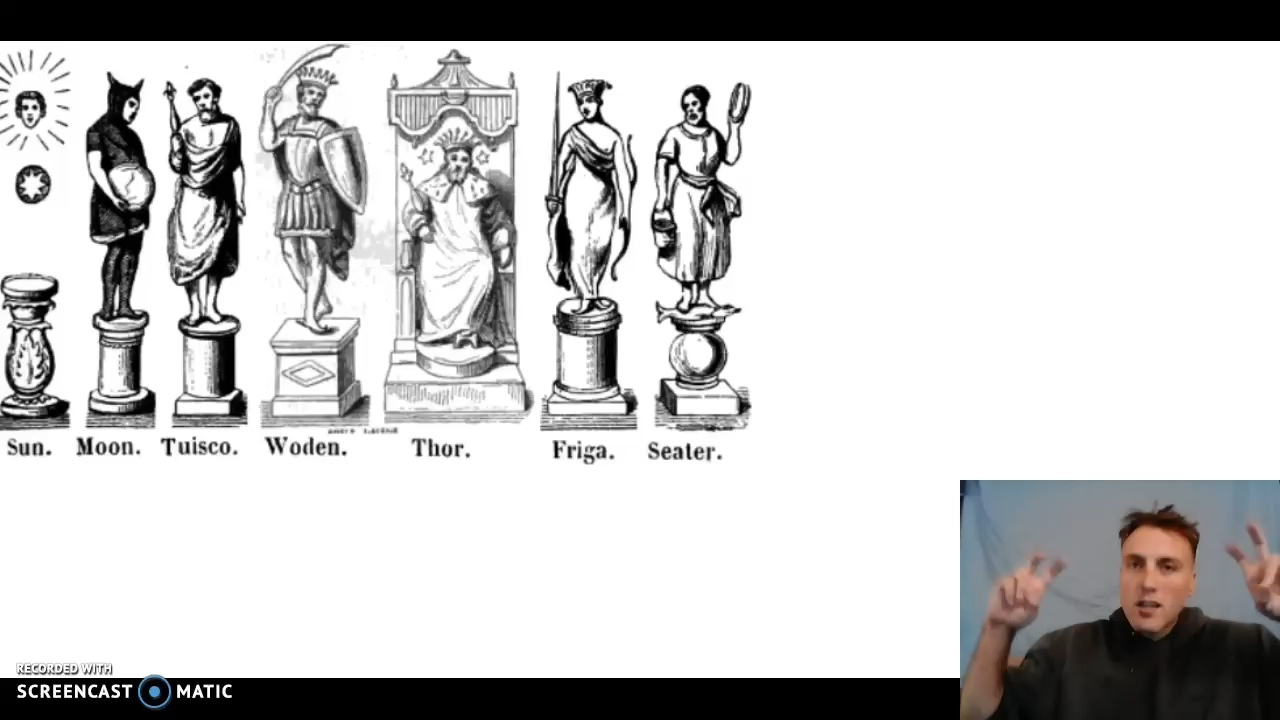 Sun. Moon. Tuisco. Woden. Thor. Friga. Seater.
RECORDED WITH
SCREENCAST MATIC